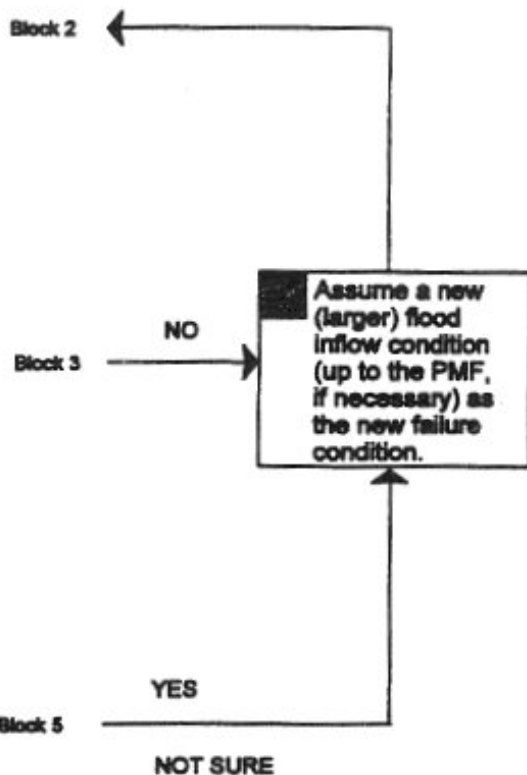 Block 2
Assume a new
(larger) flood
inflow condition
(up to the PMF,
if necessary) as
the new failure
condition.
NO
Block 3
YES
Block 5
NOT SURE